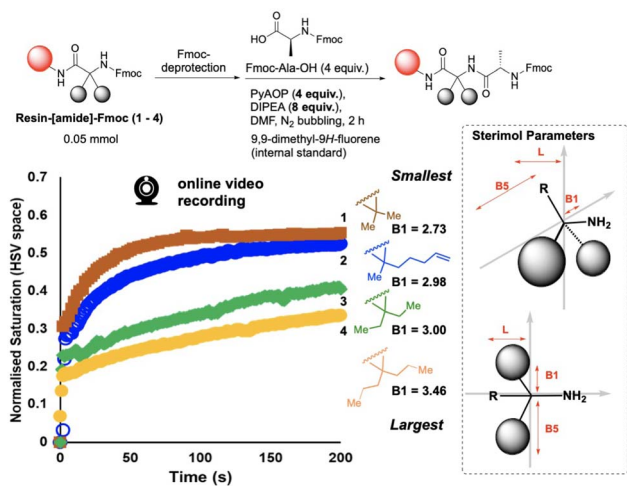 O
HO
N
H
Fmoc
Fmoc-deprotection
Fmoc-Ala-OH (4 equiv.)
PyAOP (4 equiv.),
DIPEA (8 equiv.),
DMF, N2 bubbling, 2 h
9,9-dimethyl-9H-fluorene
(internal standard)
O
H
N
Fmoc
N
H
Resin-[amide]-Fmoc (1 - 4)
0.05 mmol
O
H
N
N
H
O
N
H
Fmoc
Normalised Saturation (HSV space)
0.7
0.6
0.5
0.4
0.3
0.2
0.1
0
0
50
100
150
200
Time (s)
online video
recording
1
2
3
4
Smallest
Me
Me
B1 = 2.73
Me
B1 = 2.98
Me
Me
B1 = 3.00
Me
Me
B1 = 3.46
Largest
Sterimol Parameters
L
B5
R
B1
NH2
L
B1
R
NH2
B5